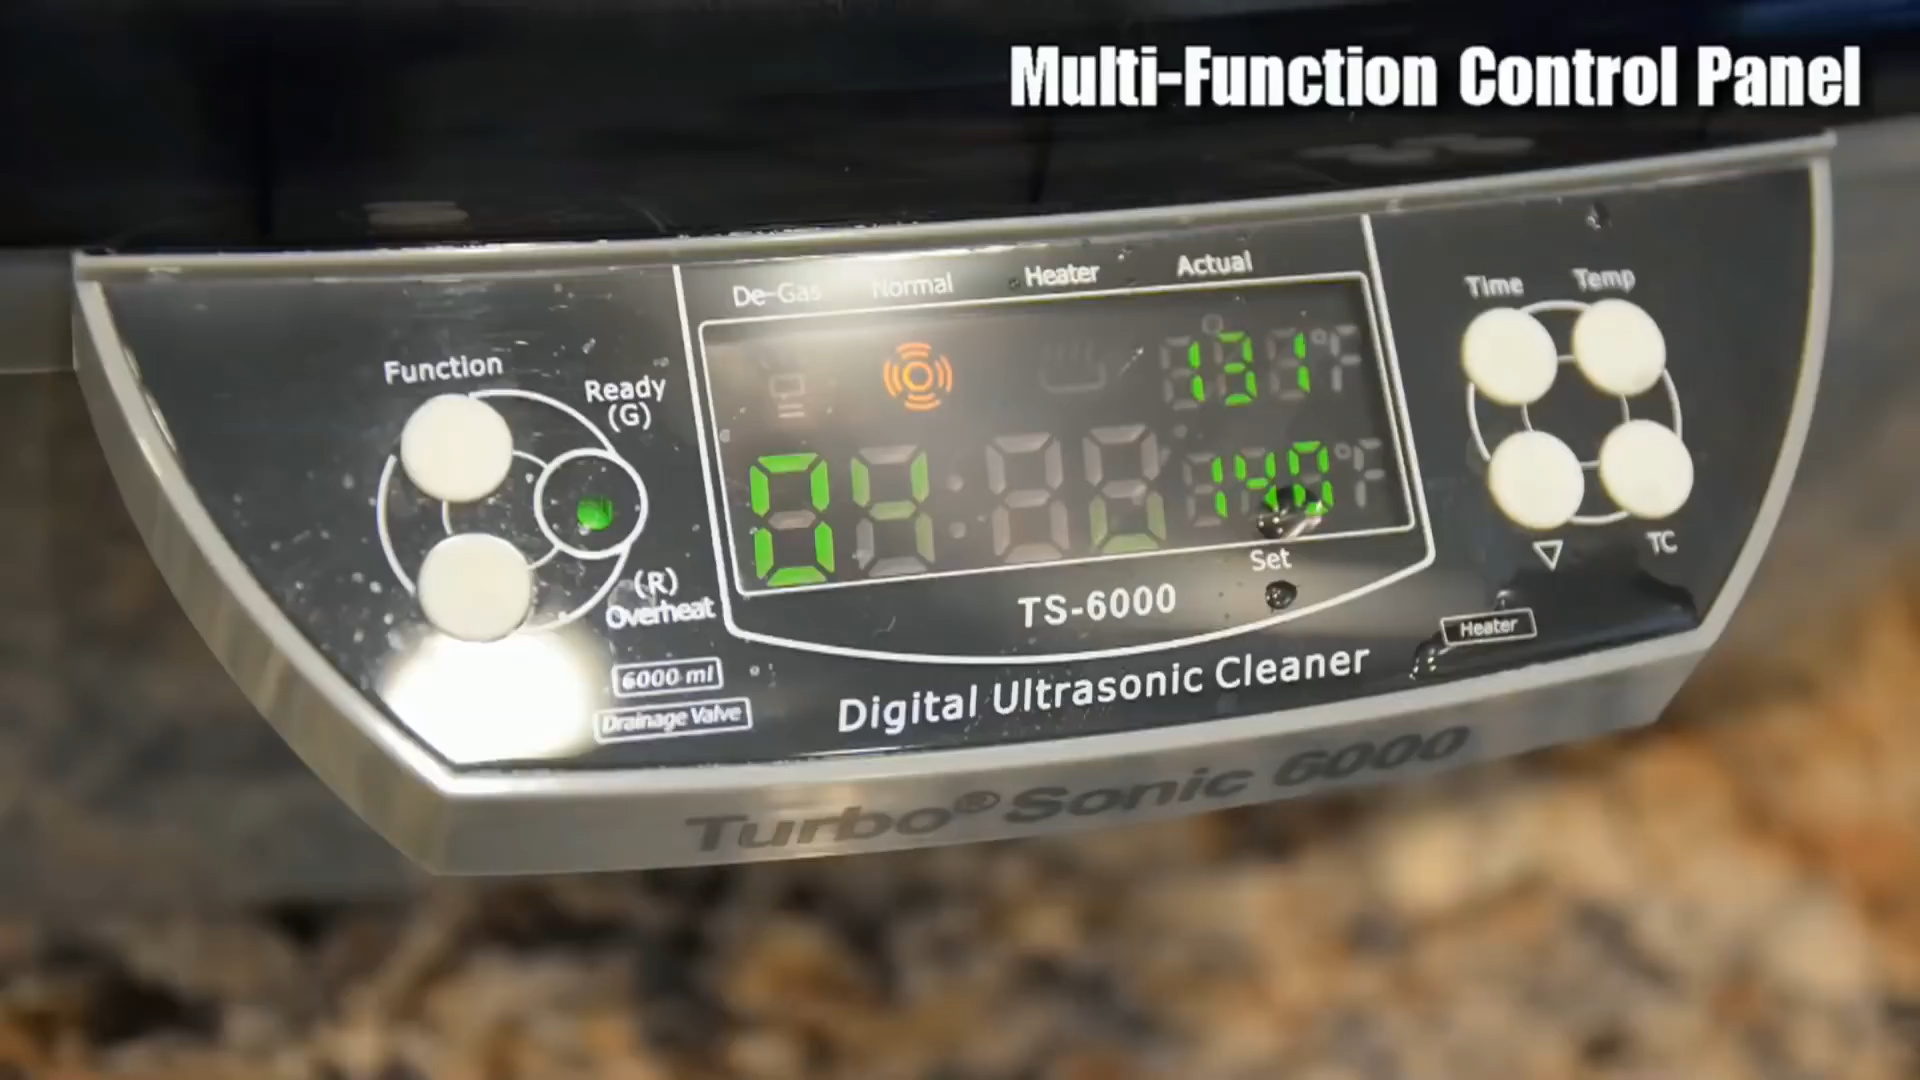 Multi-Function Control Panel
De-Gas Normal Heater Actual
Time Temp
Function
Ready
(G)
131 °F
04:
140 °F
Set
TC
(R)
Overheat
TS-6000
Heater
6000 ml
Drainage Valve
Digital Ultrasonic Cleaner
Turbo® Sonic 6000